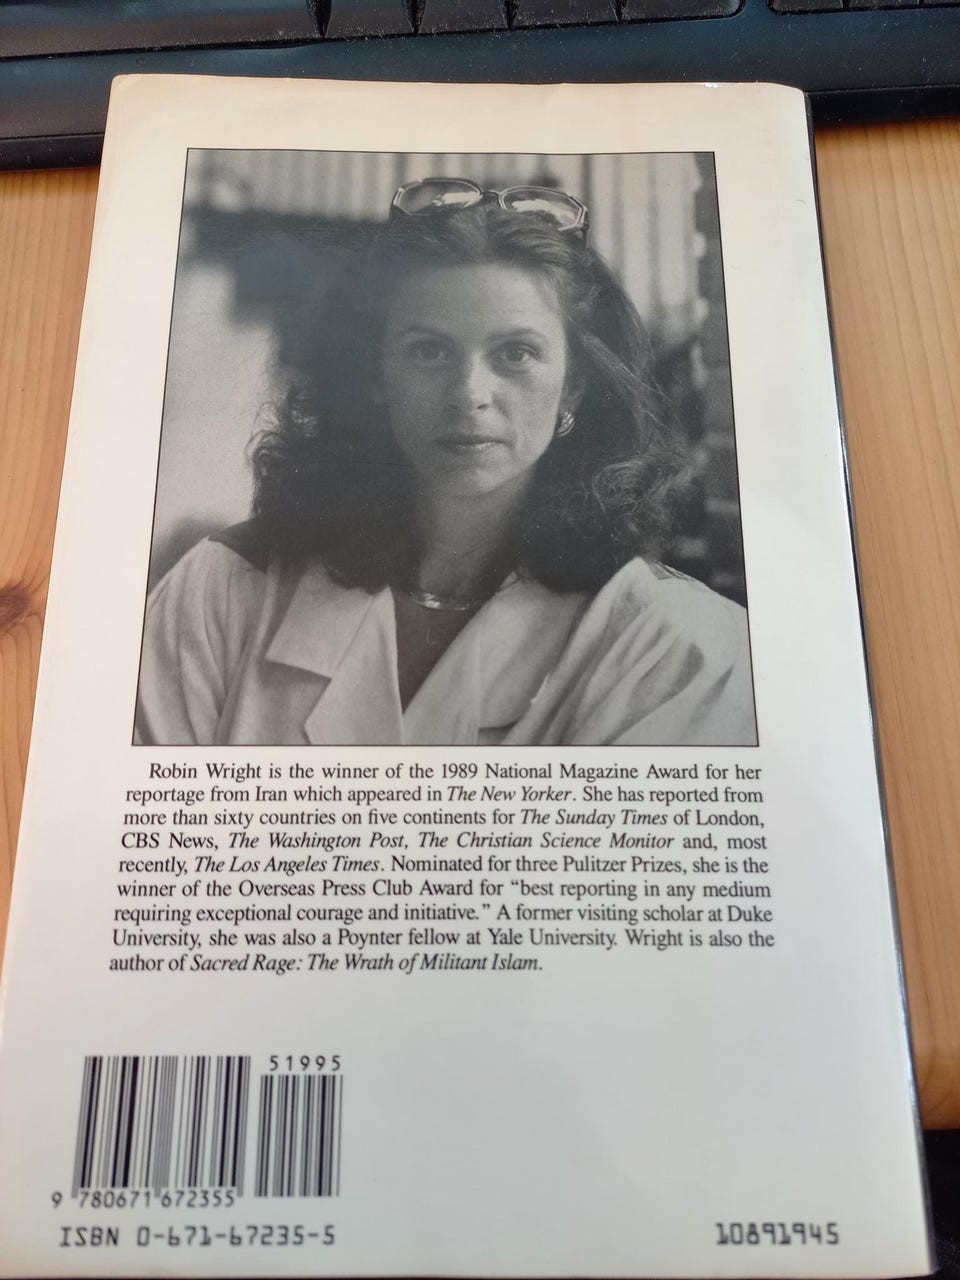 Robin Wright is the winner of the 1989 National Magazine Award for her
reportage from Iran which appeared in The New Yorker. She has reported from
more than sixty countries on five continents for The Sunday Times of London,
CBS News, The Washington Post, The Christian Science Monitor and, most
recently, The Los Angeles Times. Nominated for three Pulitzer Prizes, she is the
winner of the Overseas Press Club Award for “best reporting in any medium
requiring exceptional courage and initiative.” A former visiting scholar at Duke
University, she was also a Poynter fellow at Yale University. Wright is also the
author of Sacred Rage: The Wrath of Militant Islam.
51995
9 780671 672355
ISBN 0-671-67235-5
10891945